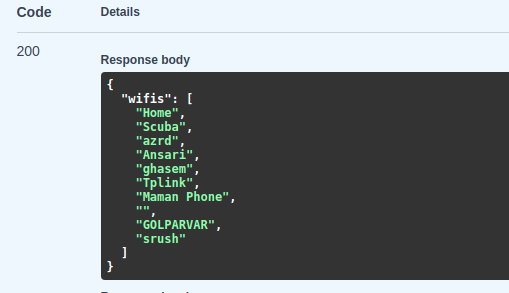 Code Details
200
Response body
{
  "wifis": [
    "Home",
    "Scuba",
    "azrd",
    "Ansari",
    "ghasem",
    "Tplink",
    "Maman Phone",
    "",
    "GOLPARVAR",
    "srush"
  ]
}